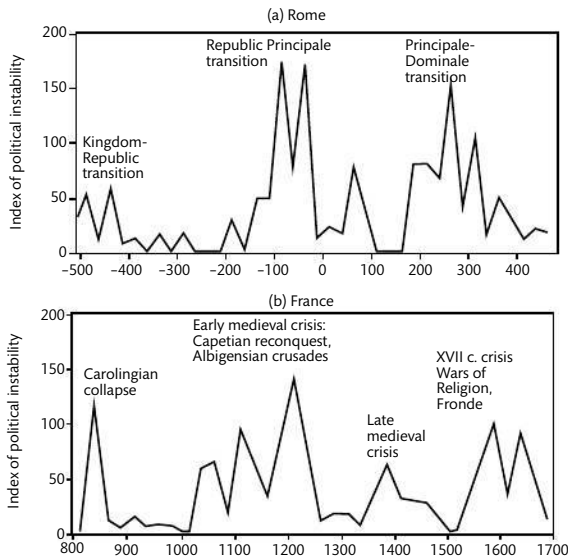 (a) Rome
Index of political instability
200
150
100
50
0
Kingdom-
Republic
transition
Republic Principale
transition
Principale-
Dominale
transition
–500 –400 –300 –200 –100 0 100 200 300 400
(b) France
Index of political instability
200
150
100
50
0
Carolingian
collapse
Early medieval crisis:
Capetian reconquest,
Albigensian crusades
Late
medieval
crisis
XVII c. crisis
Wars of
Religion,
Fronde
800 900 1000 1100 1200 1300 1400 1500 1600 1700